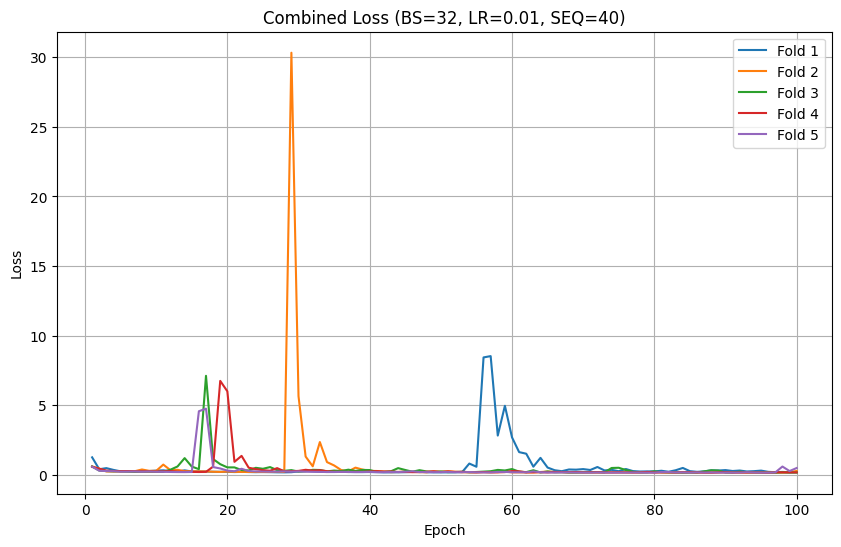 Combined Loss (BS=32, LR=0.01, SEQ=40)
Fold 1
Fold 2
Fold 3
Fold 4
Fold 5
Loss
30
25
20
15
10
5
0
0 20 40 60 80 100
Epoch